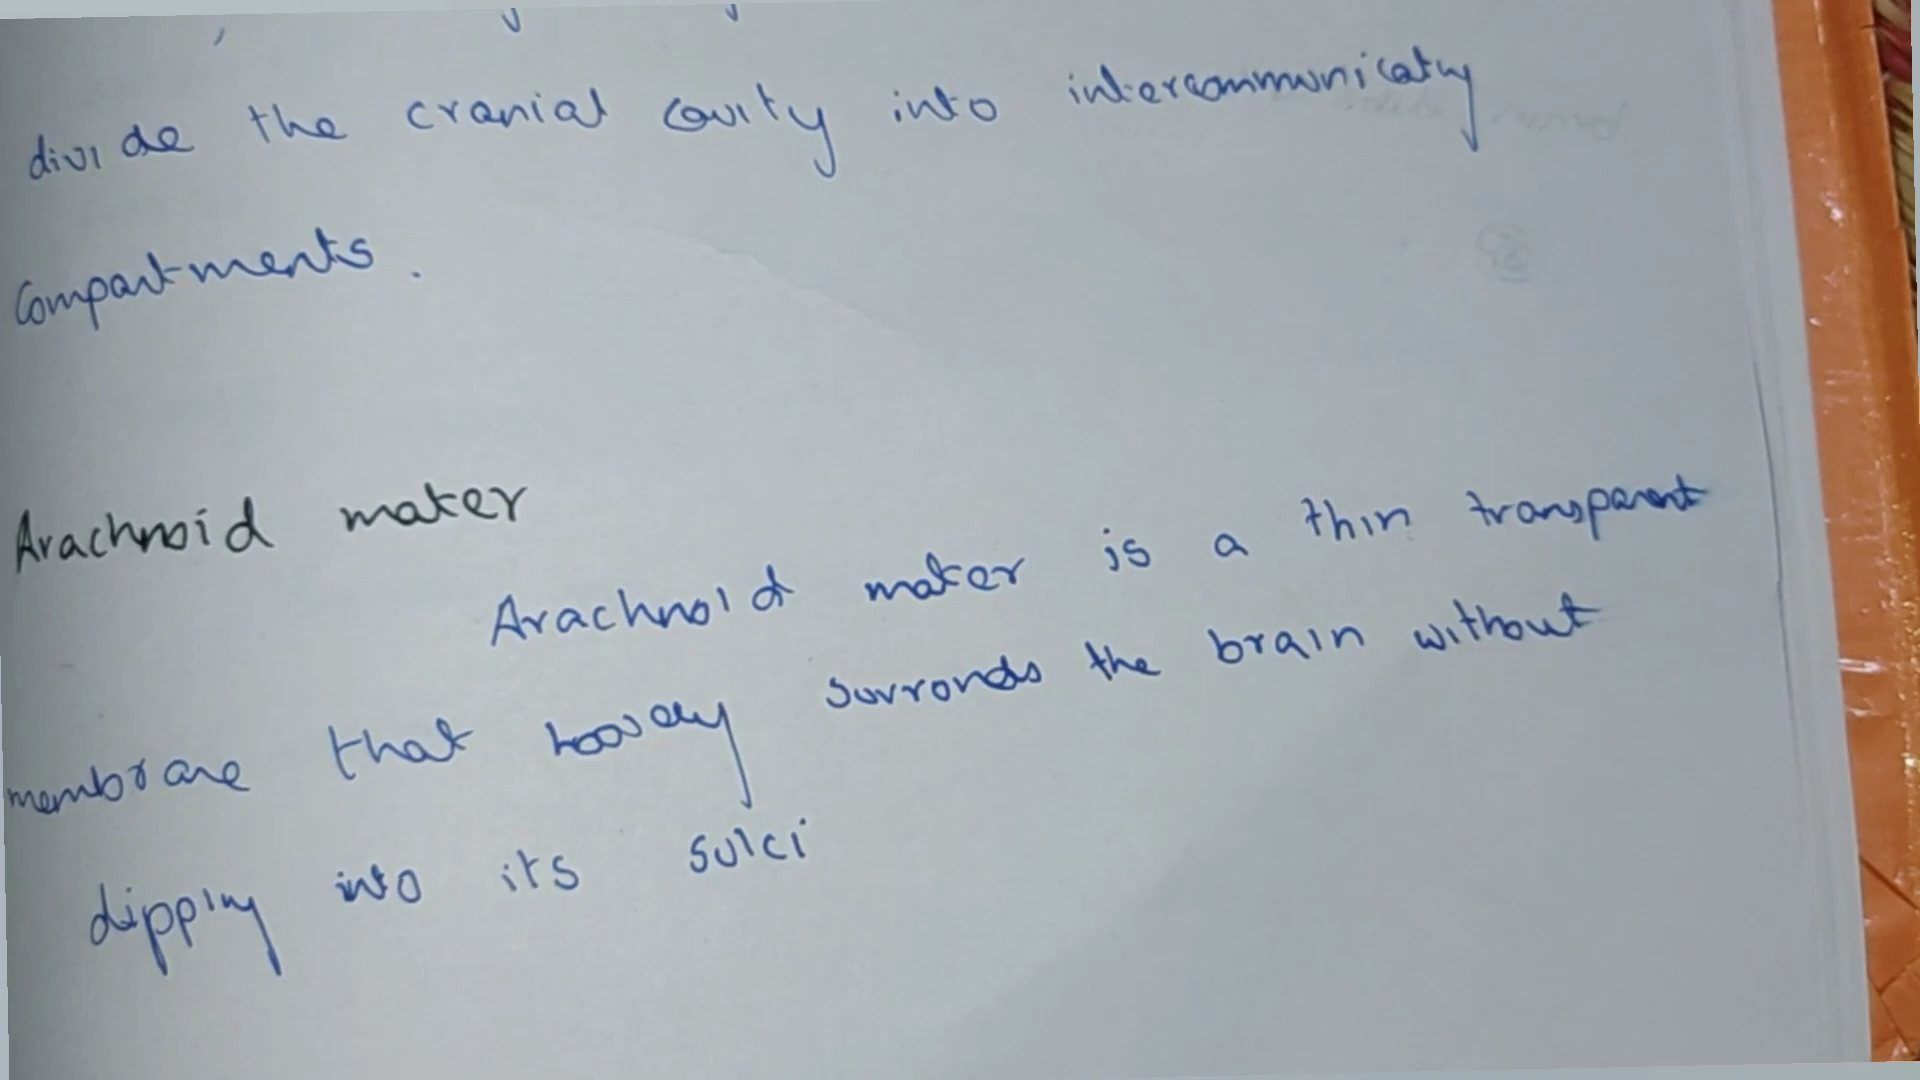 divide the cranial cavity into intercommunicating
compartments.
Arachnoid mater
Arachnoid mater is a thin transparent
membrane that loosely surronds the brain without
dipping into its sulci